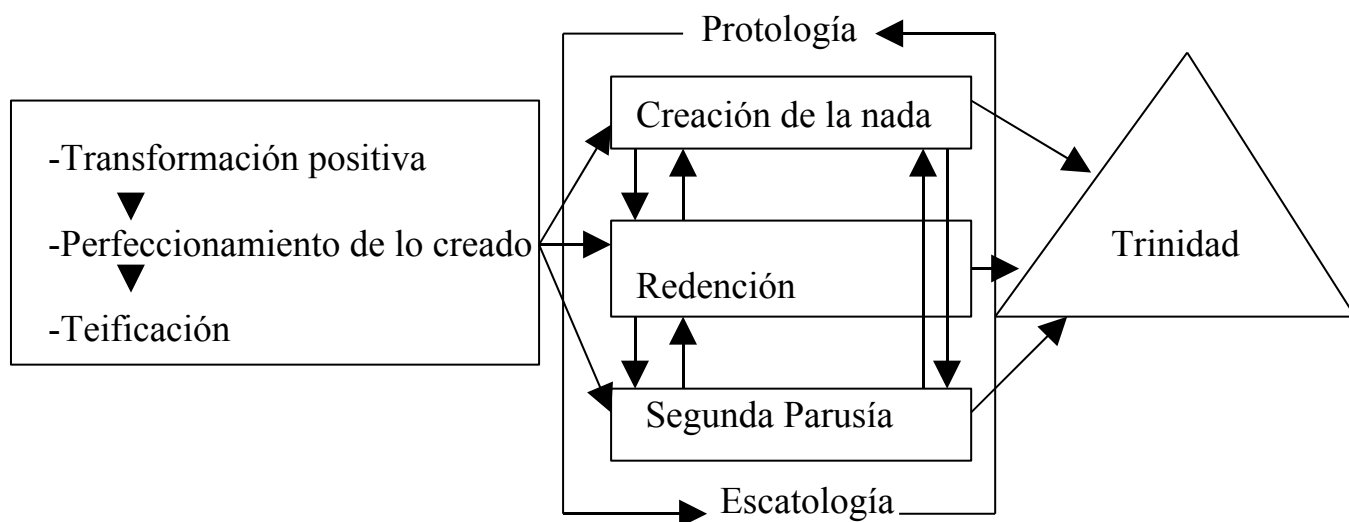 Protología
Creación de la nada
-Transformación positiva
-Perfeccionamiento de lo creado
-Teificación
Redención
Segunda Parusía
Trinidad
Escatología